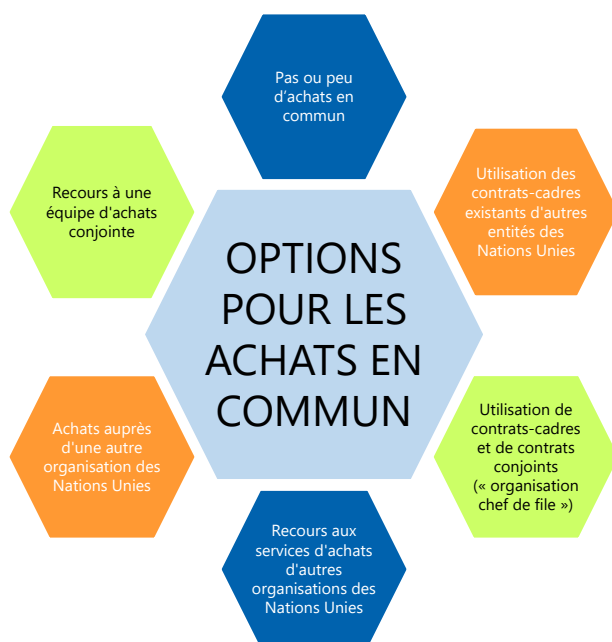 Pas ou peu
d'achats en
commun
Utilisation des
contrats-cadres
existants d'autres
entités des
Nations Unies
Recours à une
équipe d'achats
conjointe
OPTIONS
POUR LES
ACHATS EN
COMMUN
Utilisation de
contrats-cadres
et de contrats
conjoints
(« organisation
chef de file »)
Achats auprès
d'une autre
organisation des
Nations Unies
Recours aux
services d'achats
d'autres
organisations des
Nations Unies